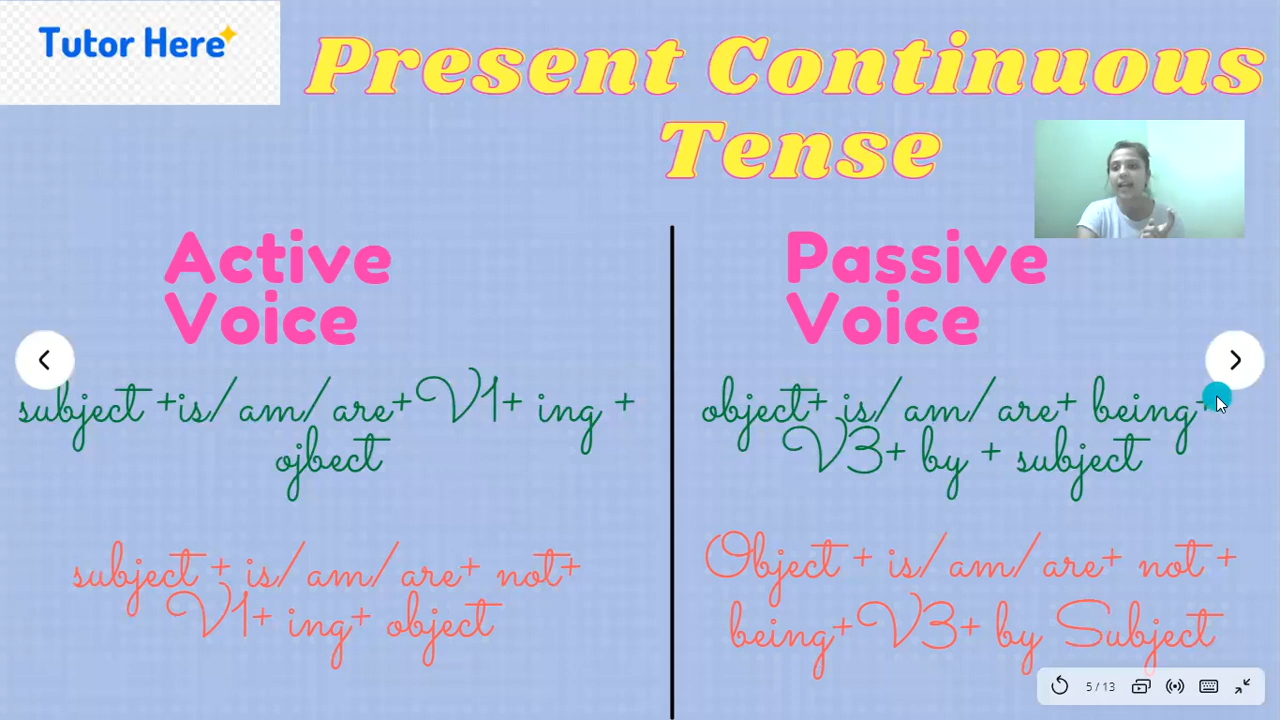 Tutor Here
Present Continuous
Tense
Active
Voice
subject +is/am/are+V1+ ing +
ojbect
subject + is/am/are+ not+
V1+ ing+ object
Passive
Voice
object+ is/am/are+ being+
V3+ by + subject
Object + is/am/are+ not +
being+V3+ by Subject
5 / 13